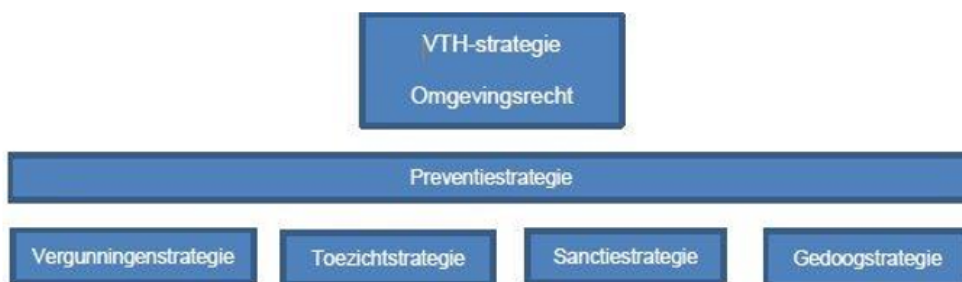 VTH-strategie
Omgevingsrecht
Preventiestrategie
Vergunningenstrategie
Toezichtstrategie
Sanctiestrategie
Gedoogstrategie